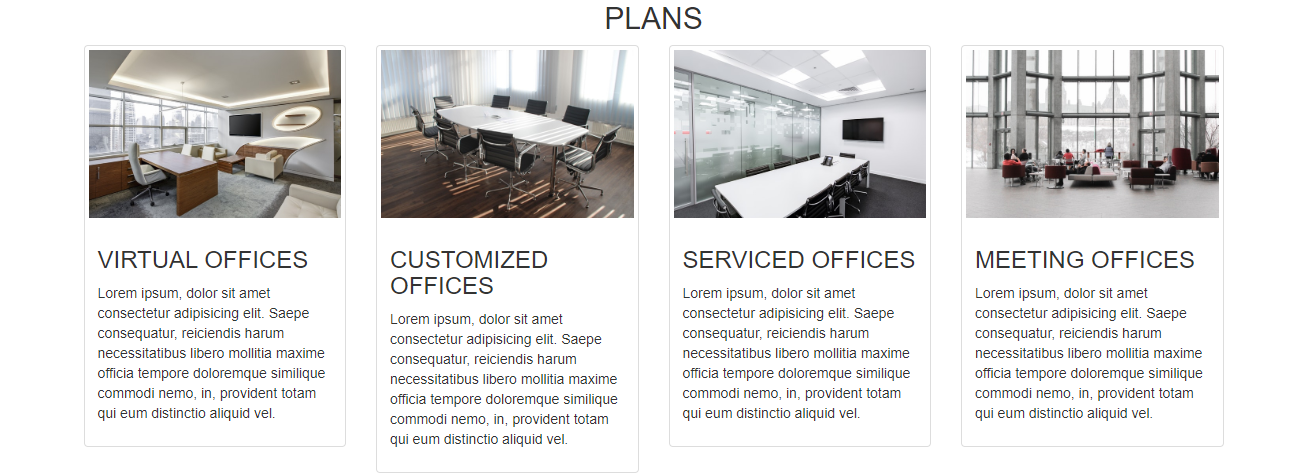 PLANS
VIRTUAL OFFICES
Lorem ipsum, dolor sit amet
consectetur adipisicing elit. Saepe
consequatur, reiciendis harum
necessitatibus libero mollitia maxime
officia tempore doloremque similique
commodi nemo, in, provident totam
qui eum distinctio aliquid vel.
CUSTOMIZED
OFFICES
Lorem ipsum, dolor sit amet
consectetur adipisicing elit. Saepe
consequatur, reiciendis harum
necessitatibus libero mollitia maxime
officia tempore doloremque similique
commodi nemo, in, provident totam
qui eum distinctio aliquid vel.
SERVICED OFFICES
Lorem ipsum, dolor sit amet
consectetur adipisicing elit. Saepe
consequatur, reiciendis harum
necessitatibus libero mollitia maxime
officia tempore doloremque similique
commodi nemo, in, provident totam
qui eum distinctio aliquid vel.
MEETING OFFICES
Lorem ipsum, dolor sit amet
consectetur adipisicing elit. Saepe
consequatur, reiciendis harum
necessitatibus libero mollitia maxime
officia tempore doloremque similique
commodi nemo, in, provident totam
qui eum distinctio aliquid vel.